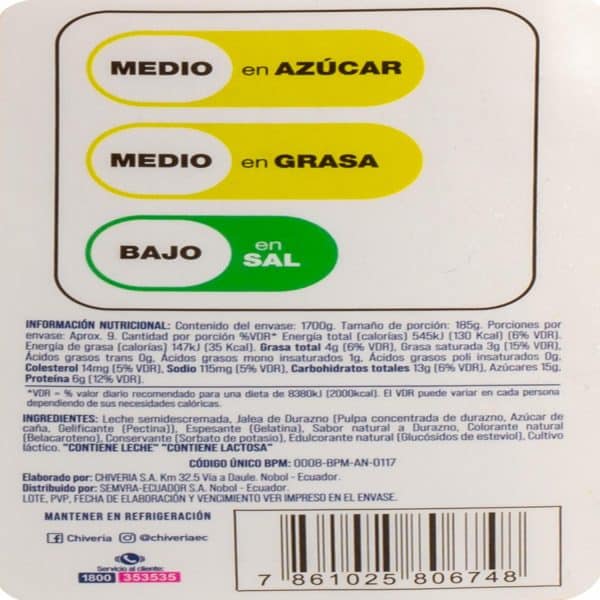 MEDIO en AZÚCAR
MEDIO en GRASA
BAJO en SAL
INFORMACIÓN NUTRICIONAL: Contenido del envase: 1700g. Tamaño de porción: 185g. Porciones por
envase: Aprox. 9. Cantidad por porción %VDR* Energía total (calorías) 545kJ (130 Kcal) (6% VDR),
Energía de grasa (calorías) 147kJ (35 Kcal). Grasa total 4g (6% VDR), Grasa saturada 3g (15% VDR),
Ácidos grasos trans 0g, Ácidos grasos mono insaturados 1g, Ácidos grasos poli insaturados 0g,
Colesterol 14mg (5% VDR), Sodio 115mg (5% VDR), Carbohidratos totales 13g (6% VDR), Azúcares 15g,
Proteína 6g (12% VDR).
*VDR = % valor diario recomendado para una dieta de 8380kJ (2000kcal). El VDR puede variar en cada persona
dependiendo de sus necesidades calóricas.
INGREDIENTES: Leche semidescremada, Jalea de Durazno (Pulpa concentrada de durazno, Azúcar de
caña, Gelificante (Pectina)), Espesante (Gelatina), Sabor natural a Durazno, Colorante natural
(Betacaroteno), Conservante (Sorbato de potasio), Edulcorante natural (Glucósidos de esteviol), Cultivo
láctico. "CONTIENE LECHE" "CONTIENE LACTOSA"
CÓDIGO ÚNICO BPM: 0008-BPM-AN-0117
Elaborado por: CHIVERIA S.A. Km 32.5 Vía a Daule. Nobol - Ecuador.
Distribuido por: SEMVRA-ECUADOR S.A. Nobol - Ecuador.
LOTE, PVP, FECHA DE ELABORACIÓN Y VENCIMIENTO VER IMPRESO EN EL ENVASE.
MANTENER EN REFRIGERACIÓN
Chiveria @chiveriaec
Servicio al cliente:
1800 353535
7 861025 806748